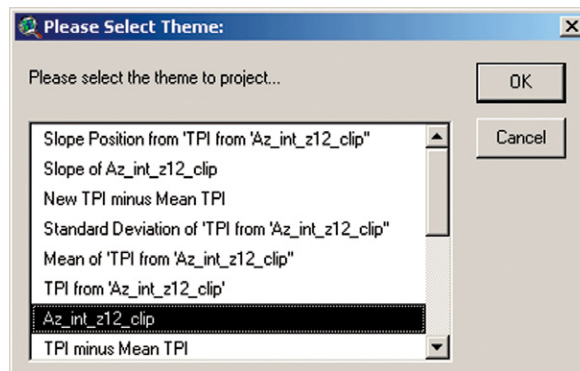 Please Select Theme:
Please select the theme to project...
OK
Cancel
Slope Position from 'TPI from 'Az_int_z12_clip''
Slope of Az_int_z12_clip
New TPI minus Mean TPI
Standard Deviation of 'TPI from 'Az_int_z12_clip''
Mean of 'TPI from 'Az_int_z12_clip''
TPI from 'Az_int_z12_clip'
Az_int_z12_clip
TPI minus Mean TPI